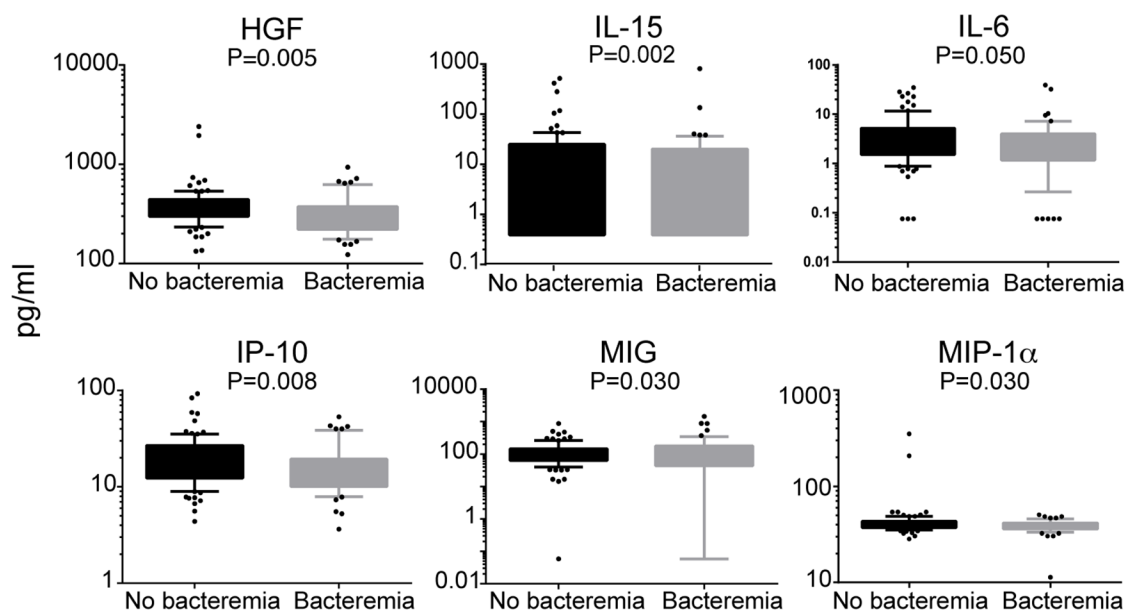 HGF
P=0.005
10000
1000
100
No bacteremia Bacteremia
IL-15
P=0.002
1000
100
10
1
0.1
No bacteremia Bacteremia
IL-6
P=0.050
100
10
1
0.1
0.01
No bacteremia Bacteremia
pg/ml
IP-10
P=0.008
100
10
1
No bacteremia Bacteremia
MIG
P=0.030
10000
100
1
0.01
No bacteremia Bacteremia
MIP-1α
P=0.030
1000
100
10
No bacteremia Bacteremia